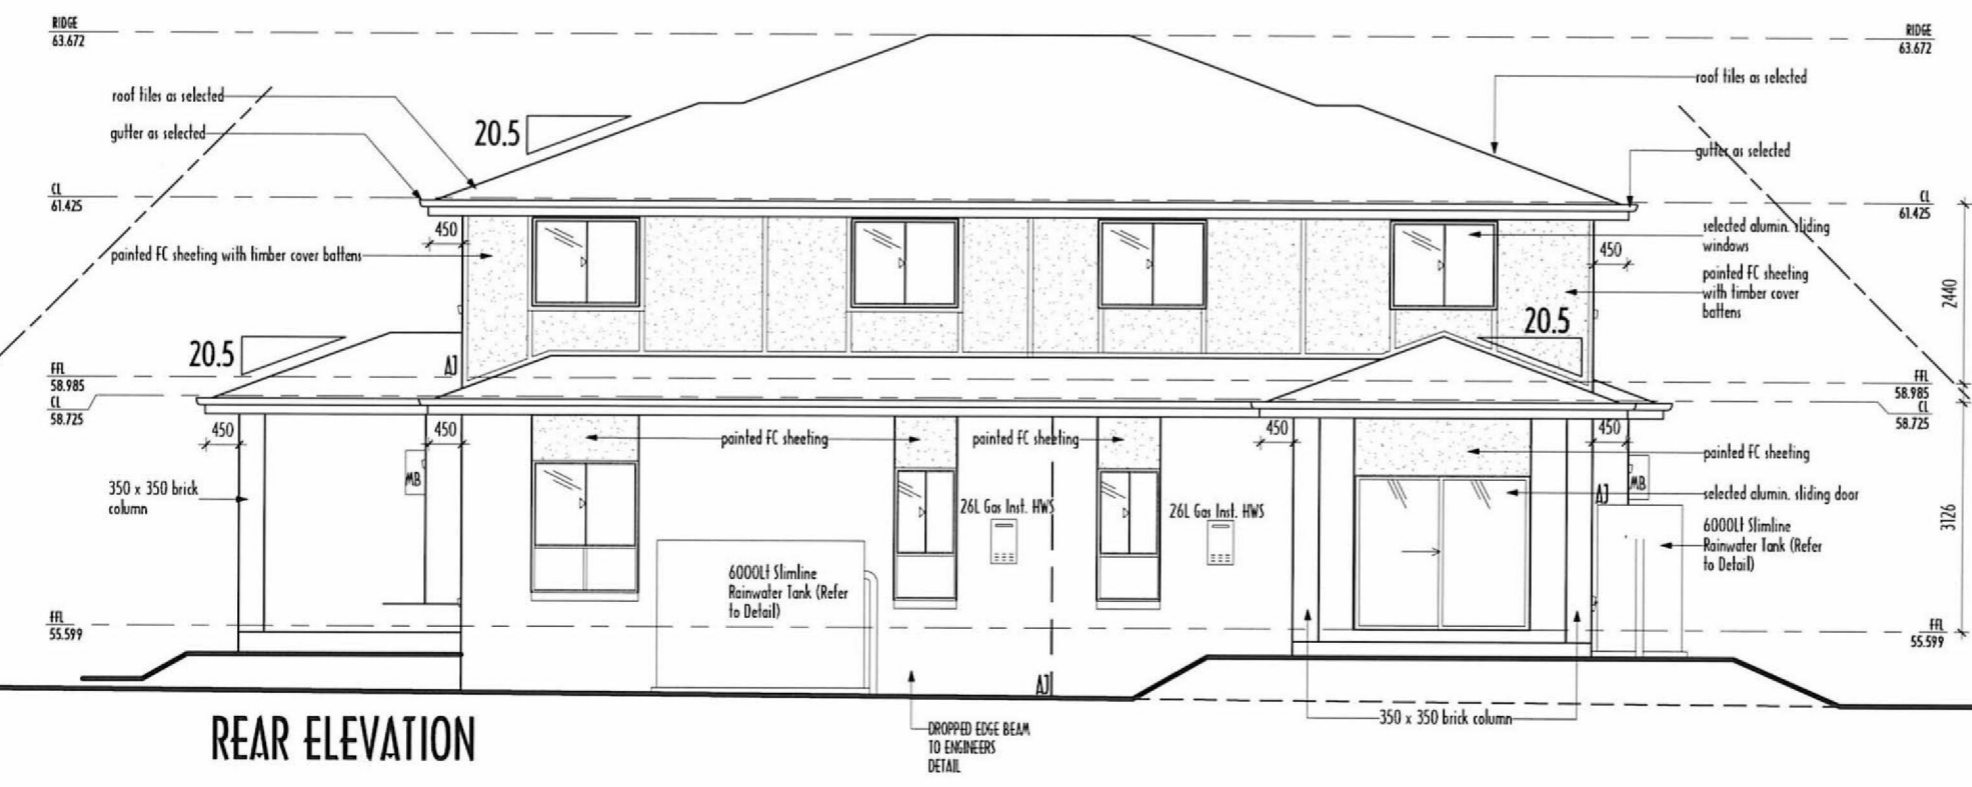 RIDGE
63.672
RIDGE
63.672
roof tiles as selected
gutter as selected
20.5
roof tiles as selected
gutter as selected
CL
61.425
CL
61.425
450
painted FC sheeting with timber cover battens
selected alumin. sliding
windows
450
painted FC sheeting
with timber cover
battens
2440
20.5
20.5
AJ
FFL
58.985
CL
58.725
FFL
58.985
CL
58.725
450
450
painted FC sheeting
painted FC sheeting
450
450
painted FC sheeting
MB
350 x 350 brick
column
26L Gas Inst. HWS
26L Gas Inst. HWS
MB
AJ
selected alumin. sliding door
6000Lt Slimline
Rainwater Tank (Refer
to Detail)
3126
6000Lt Slimline
Rainwater Tank (Refer
to Detail)
FFL
55.599
FFL
55.599
AJ
350 x 350 brick column
DROPPED EDGE BEAM
TO ENGINEERS
DETAIL
REAR ELEVATION